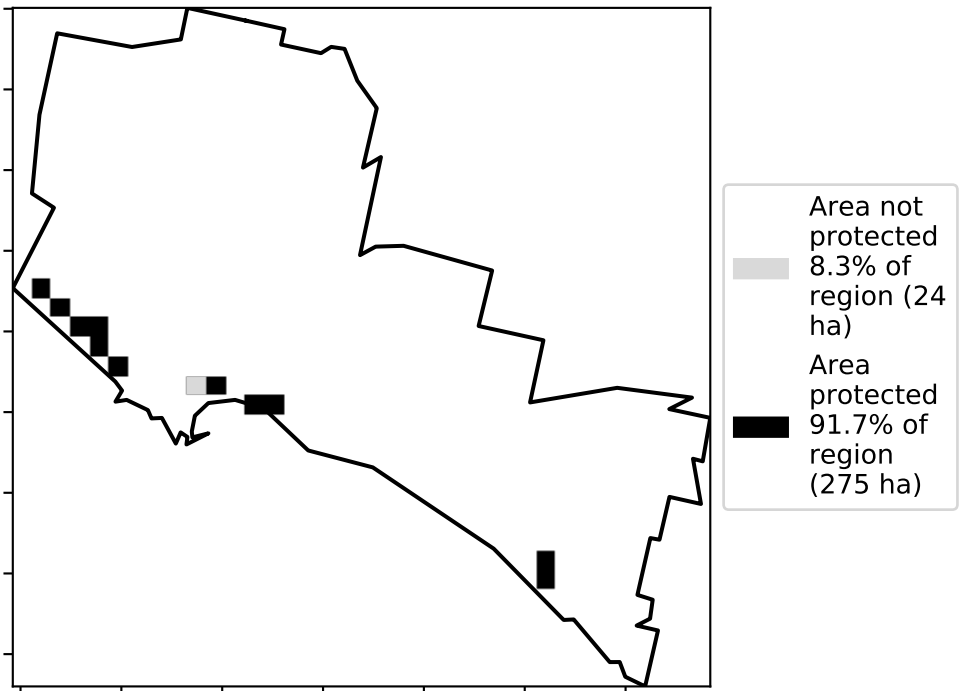 Area not
protected
8.3% of
region (24
ha)
Area
protected
91.7% of
region
(275 ha)